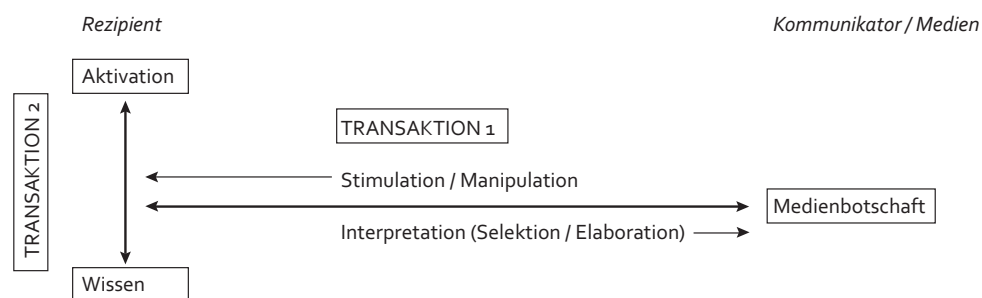 Rezipient
Kommunikator / Medien
Aktivation
TRANSAKTION 2
TRANSAKTION 1
Stimulation / Manipulation
Medienbotschaft
Interpretation (Selektion / Elaboration)
Wissen